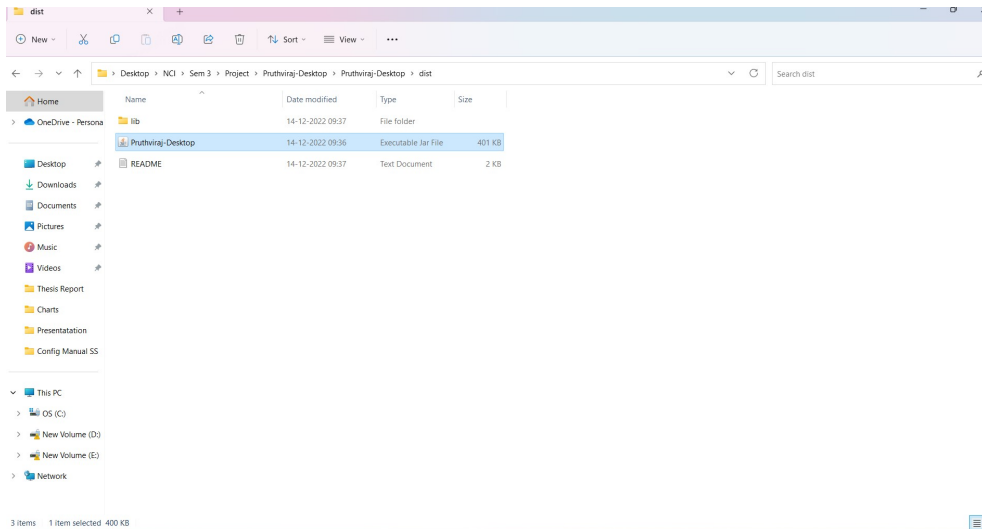 dist
New
Sort
View
Desktop > NCI > Sem 3 > Project > Pruthviraj-Desktop > Pruthviraj-Desktop > dist
Search dist
Home
OneDrive - Persona
Desktop
Downloads
Documents
Pictures
Music
Videos
Thesis Report
Charts
Presentatation
Config Manual SS
This PC
OS (C:)
New Volume (D:)
New Volume (E:)
Network
Name Date modified Type Size
lib 14-12-2022 09:37 File folder
Pruthviraj-Desktop 14-12-2022 09:36 Executable Jar File 401 KB
README 14-12-2022 09:37 Text Document 2 KB
3 items 1 item selected 400 KB